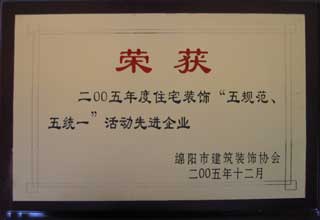 荣获
二00五年度住宅装饰“五规范、
五统一”活动先进企业
绵阳市建筑装饰协会
二00五年十二月